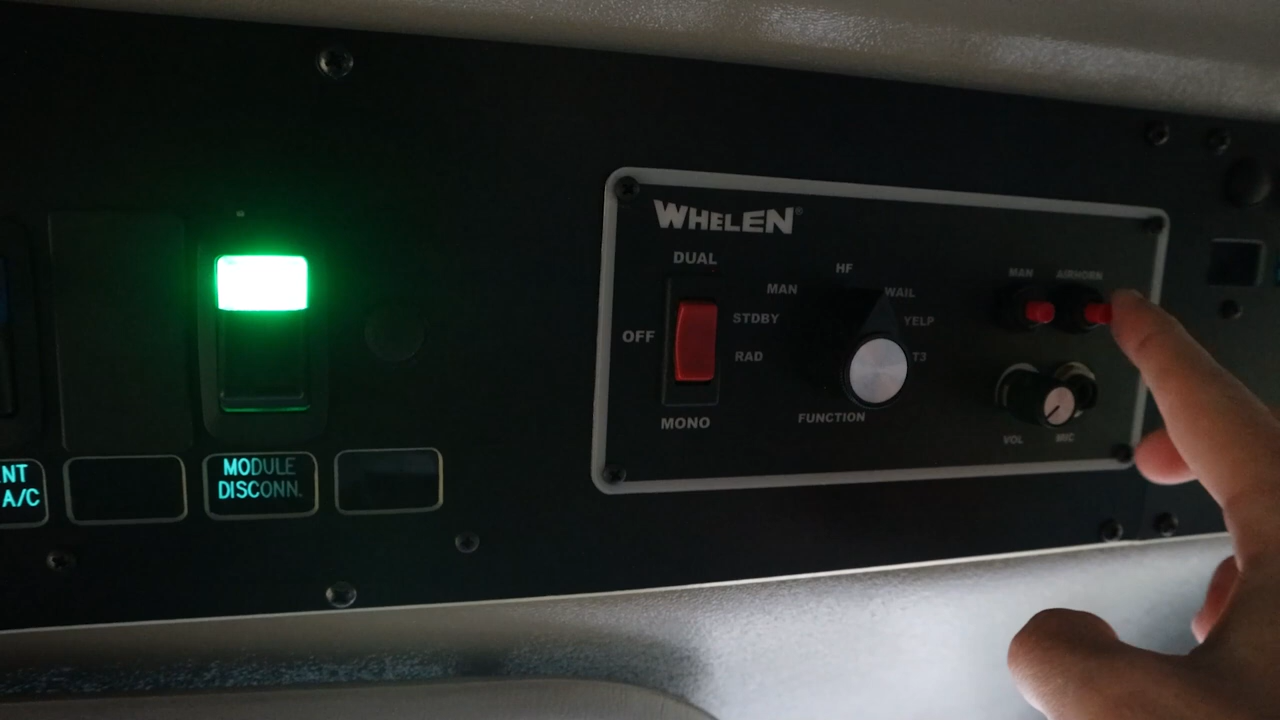 WHELEN®
DUAL
OFF
MONO
HF
MAN
WAIL
STDBY
YELP
RAD
T3
FUNCTION
MAN
AIRHORN
VOL
MIC
NT
A/C
MODULE
DISCONN.